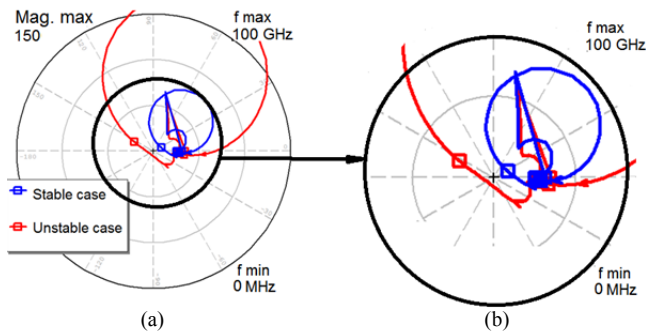 Mag. max
150
f max
100 GHz
Stable case
Unstable case
f min
0 MHz
(a)
f max
100 GHz
f min
0 MHz
(b)